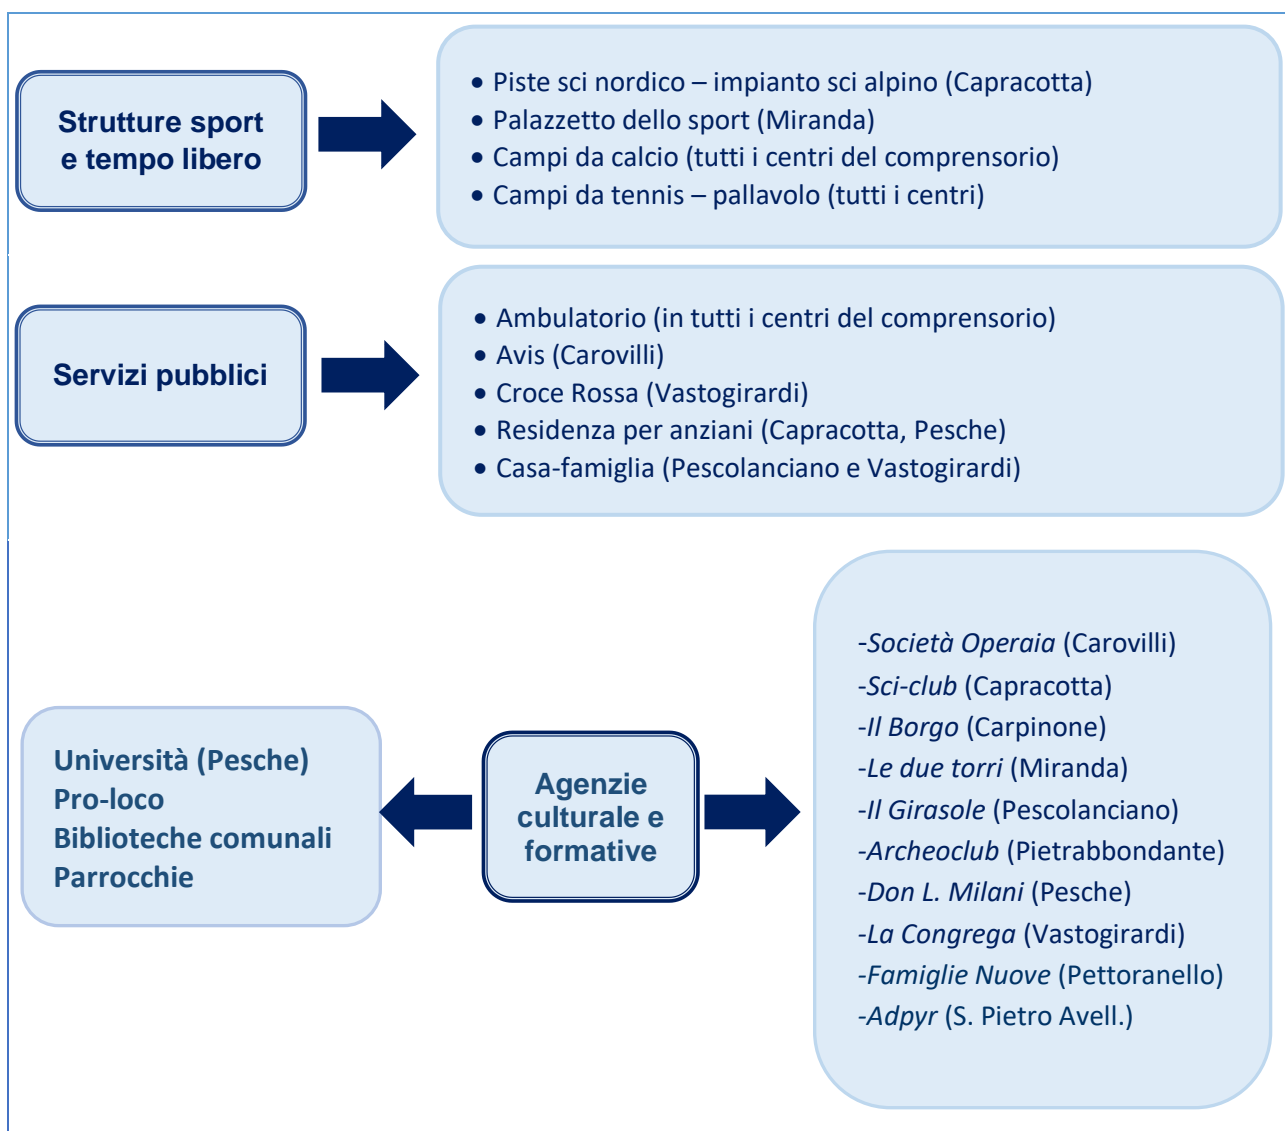 Strutture sport
e tempo libero
• Piste sci nordico – impianto sci alpino (Capracotta)
• Palazzetto dello sport (Miranda)
• Campi da calcio (tutti i centri del comprensorio)
• Campi da tennis – pallavolo (tutti i centri)
Servizi pubblici
• Ambulatorio (in tutti i centri del comprensorio)
• Avis (Carovilli)
• Croce Rossa (Vastogirardi)
• Residenza per anziani (Capracotta, Pesche)
• Casa-famiglia (Pescolanciano e Vastogirardi)
Università (Pesche)
Pro-loco
Biblioteche comunali
Parrocchie
Agenzie
culturale e
formative
-Società Operaia (Carovilli)
-Sci-club (Capracotta)
-Il Borgo (Carpinone)
-Le due torri (Miranda)
-Il Girasole (Pescolanciano)
-Archeoclub (Pietrabbondante)
-Don L. Milani (Pesche)
-La Congrega (Vastogirardi)
-Famiglie Nuove (Pettoranello)
-Adpyr (S. Pietro Avell.)